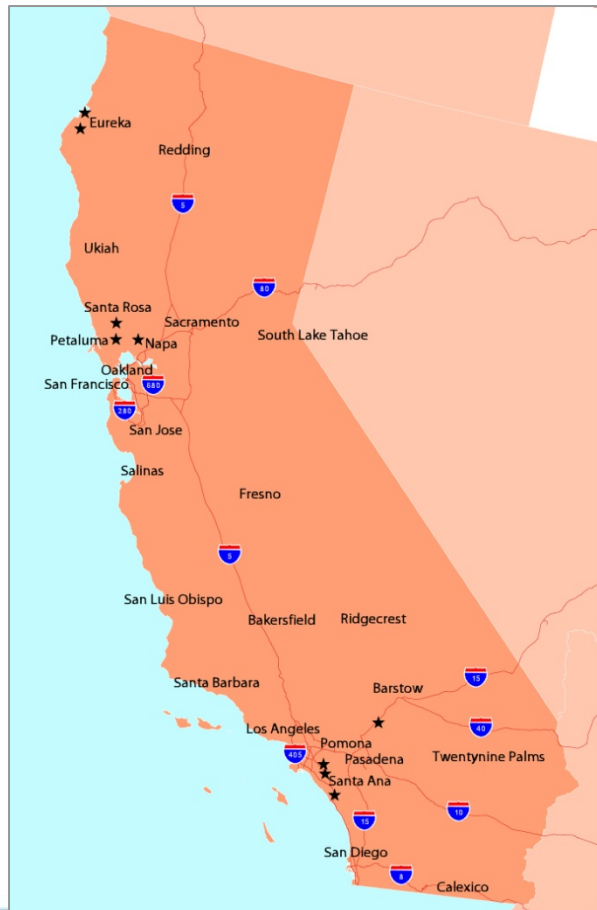 Eureka
Redding
5
Ukiah
80
Santa Rosa
Sacramento
South Lake Tahoe
Petaluma
Napa
Oakland
San Francisco
680
280
San Jose
Salinas
Fresno
5
San Luis Obispo
Bakersfield
Ridgecrest
15
Santa Barbara
Barstow
Los Angeles
40
Pomona
405
Pasadena
Twentynine Palms
Santa Ana
10
15
San Diego
8
Calexico